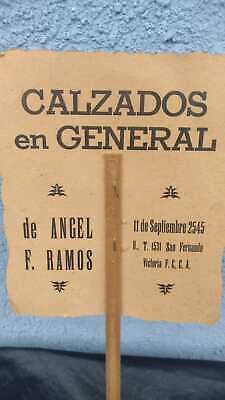 CALZADOS
en GENERAL
de ANGEL
F. RAMOS
11 de Septiembre 2545
U. T. 1531 San Fernando
Victoria F. C. C. A.